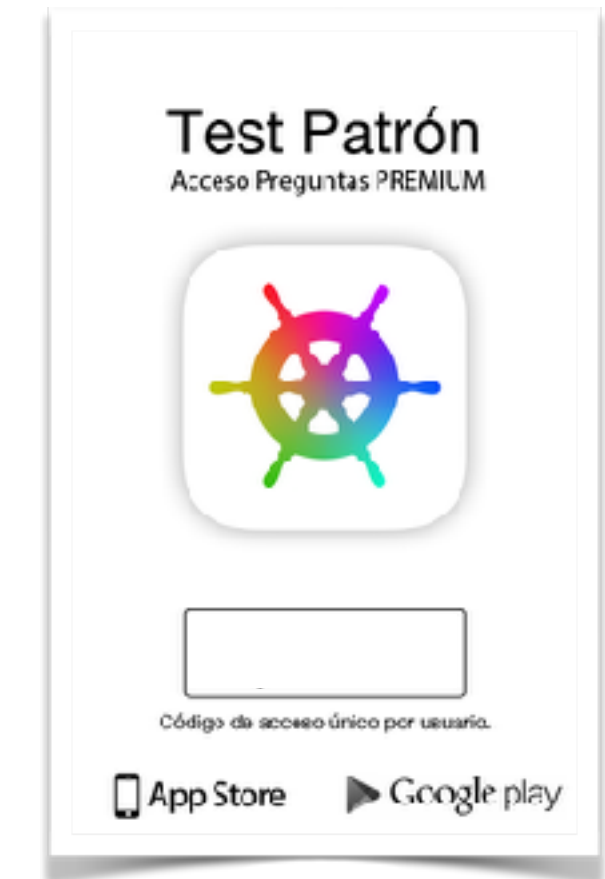 Test Patrón
Acceso Preguntas PREMIUM
Código de acceso único por usuario.
App Store
Google play